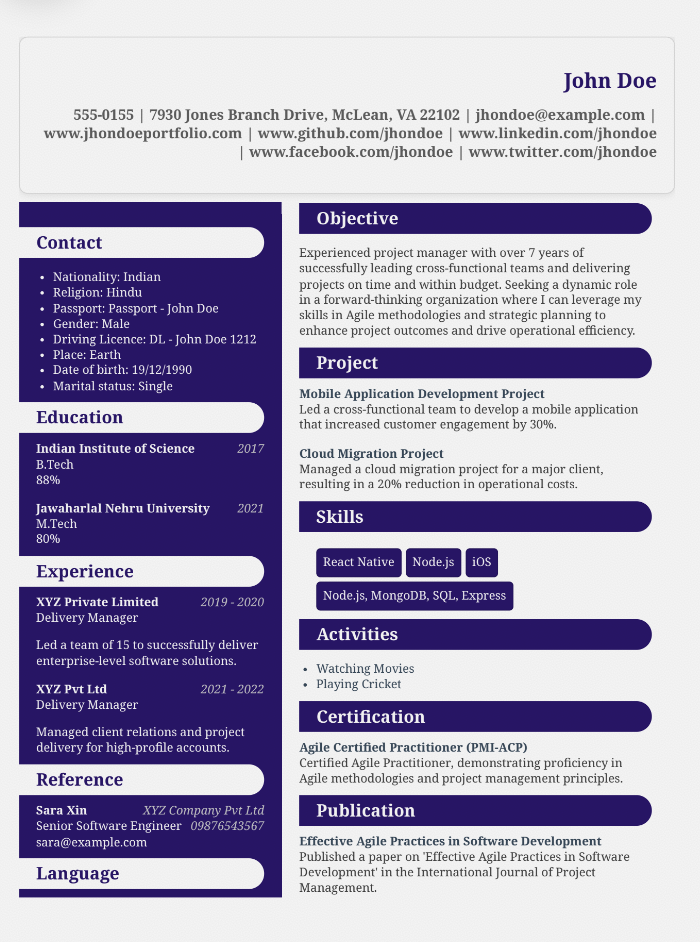 John Doe
555-0155 | 7930 Jones Branch Drive, McLean, VA 22102 | jhondoe@example.com |
www.jhondoeportfolio.com | www.github.com/jhondoe | www.linkedin.com/jhondoe
| www.facebook.com/jhondoe | www.twitter.com/jhondoe
Contact
• Nationality: Indian
• Religion: Hindu
• Passport: Passport - John Doe
• Gender: Male
• Driving Licence: DL - John Doe 1212
• Place: Earth
• Date of birth: 19/12/1990
• Marital status: Single
Education
Indian Institute of Science 2017
B.Tech
88%
Jawaharlal Nehru University 2021
M.Tech
80%
Experience
XYZ Private Limited 2019 - 2020
Delivery Manager
Led a team of 15 to successfully deliver
enterprise-level software solutions.
XYZ Pvt Ltd 2021 - 2022
Delivery Manager
Managed client relations and project
delivery for high-profile accounts.
Reference
Sara Xin XYZ Company Pvt Ltd
Senior Software Engineer 09876543567
sara@example.com
Language
Objective
Experienced project manager with over 7 years of
successfully leading cross-functional teams and delivering
projects on time and within budget. Seeking a dynamic role
in a forward-thinking organization where I can leverage my
skills in Agile methodologies and strategic planning to
enhance project outcomes and drive operational efficiency.
Project
Mobile Application Development Project
Led a cross-functional team to develop a mobile application
that increased customer engagement by 30%.
Cloud Migration Project
Managed a cloud migration project for a major client,
resulting in a 20% reduction in operational costs.
Skills
React Native Node.js iOS
Node.js, MongoDB, SQL, Express
Activities
• Watching Movies
• Playing Cricket
Certification
Agile Certified Practitioner (PMI-ACP)
Certified Agile Practitioner, demonstrating proficiency in
Agile methodologies and project management principles.
Publication
Effective Agile Practices in Software Development
Published a paper on 'Effective Agile Practices in Software
Development' in the International Journal of Project
Management.